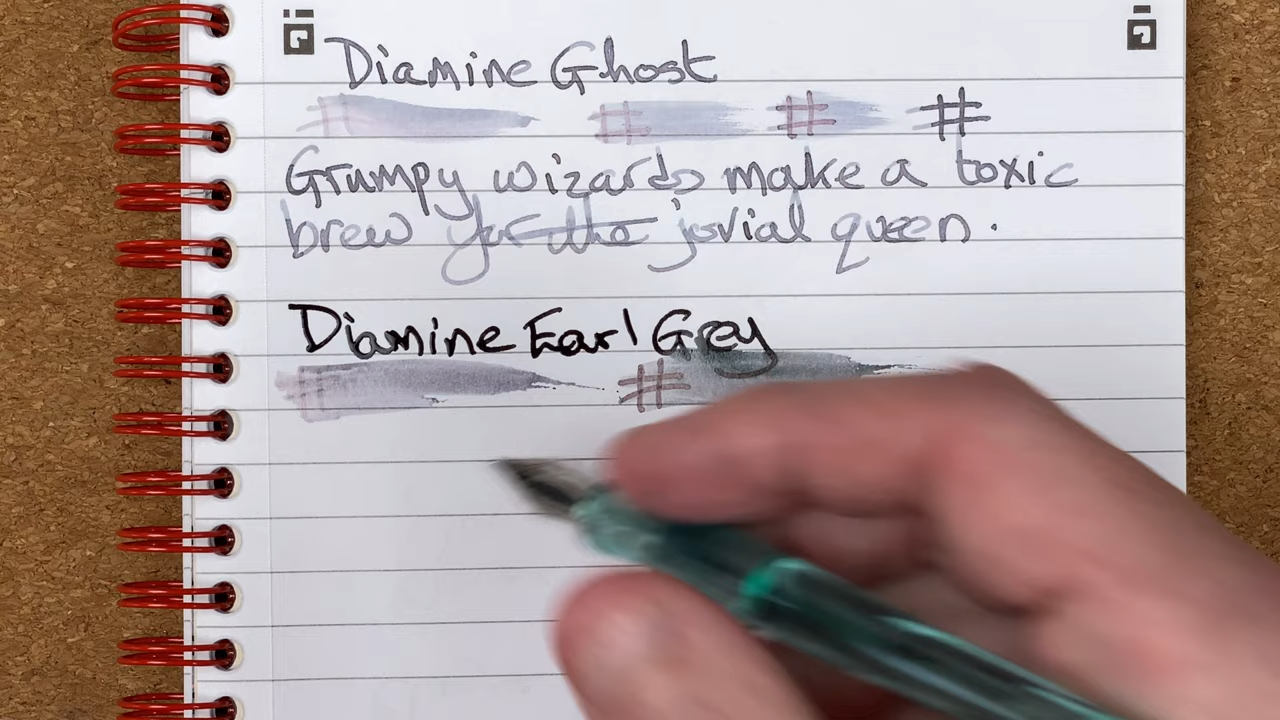 Diamine Ghost
# # # #
Grumpy wizards make a toxic
brew for the jovial queen.
Diamine Earl Grey
# #